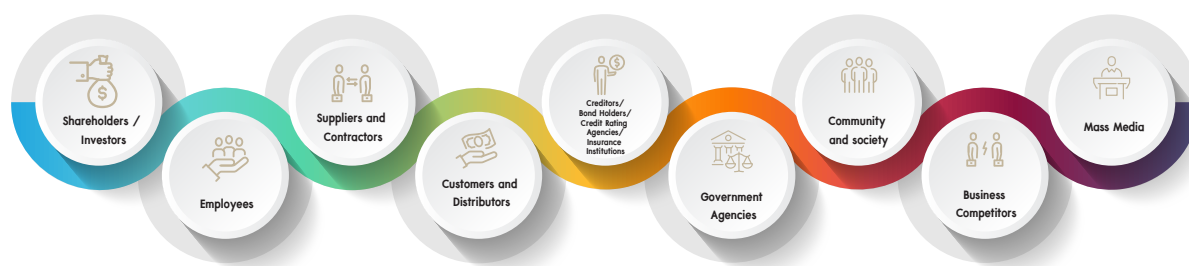 Shareholders /
Investors
Employees
Suppliers and
Contractors
Customers and
Distributors
Creditors/
Bond Holders/
Credit Rating
Agencies/
Insurance
Institutions
Government
Agencies
Community
and society
Business
Competitors
Mass Media